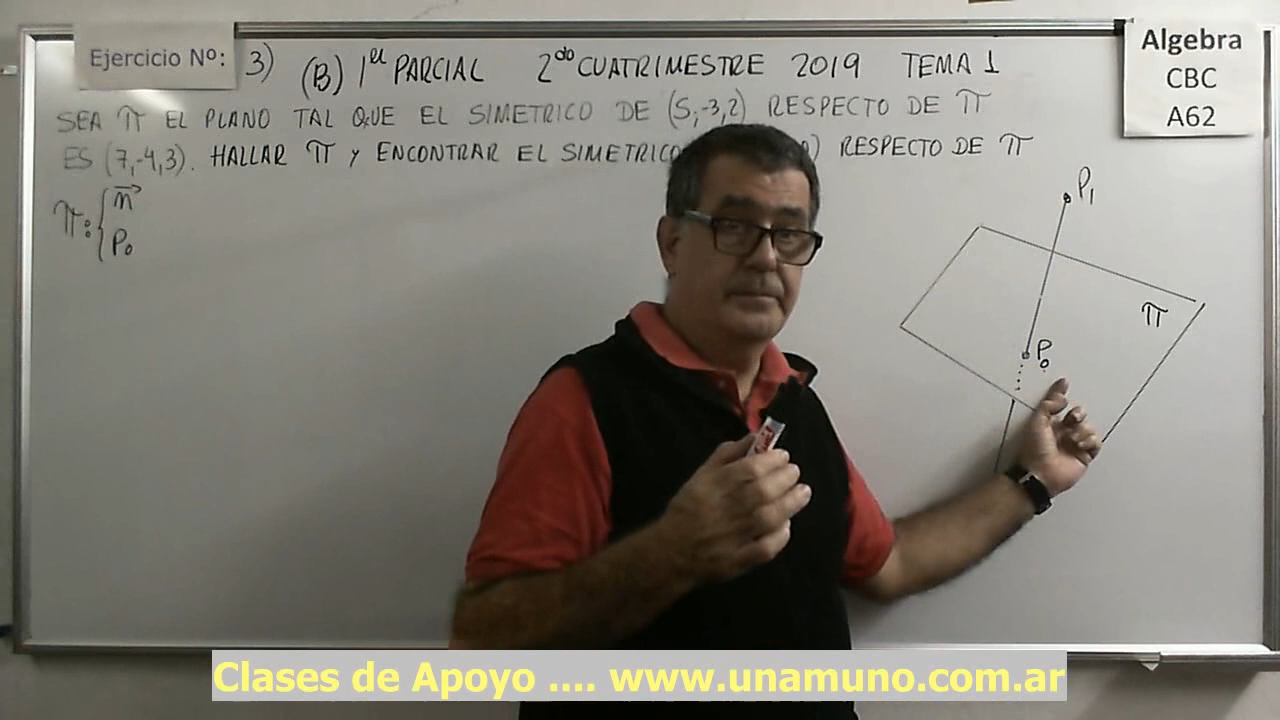 Ejercicio Nº: 3) (B) 1er PARCIAL 2do CUATRIMESTRE 2019 TEMA 1
Algebra
CBC
A62
SEA π EL PLANO TAL QUE EL SIMETRICO DE (5,-3,2) RESPECTO DE π
ES (7,-4,3). HALLAR π Y ENCONTRAR EL SIMETRICO 0) RESPECTO DE π
π: { n⃗
P₀
P₁
π
P₀
Clases de Apoyo .... www.unamuno.com.ar